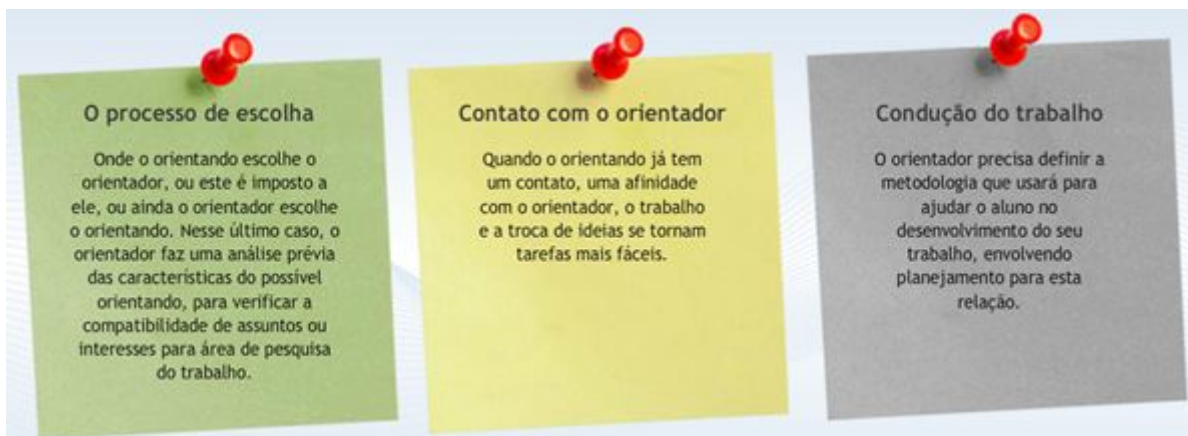 O processo de escolha
Onde o orientando escolhe o
orientador, ou este é imposto a
ele, ou ainda o orientador escolhe
o orientando. Nesse último caso, o
orientador faz uma análise prévia
das características do possível
orientando, para verificar a
compatibilidade de assuntos ou
interesses para área de pesquisa
do trabalho.
Contato com o orientador
Quando o orientando já tem
um contato, uma afinidade
com o orientador, o trabalho
e a troca de ideias se tornam
tarefas mais fáceis.
Condução do trabalho
O orientador precisa definir a
metodologia que usará para
ajudar o aluno no
desenvolvimento do seu
trabalho, envolvendo
planejamento para esta
relação.